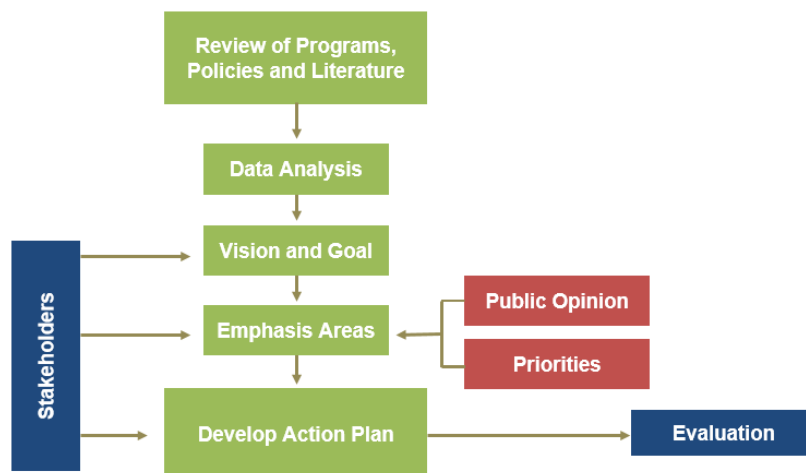 Review of Programs,
Policies and Literature
Data Analysis
Vision and Goal
Emphasis Areas
Public Opinion
Priorities
Stakeholders
Develop Action Plan
Evaluation